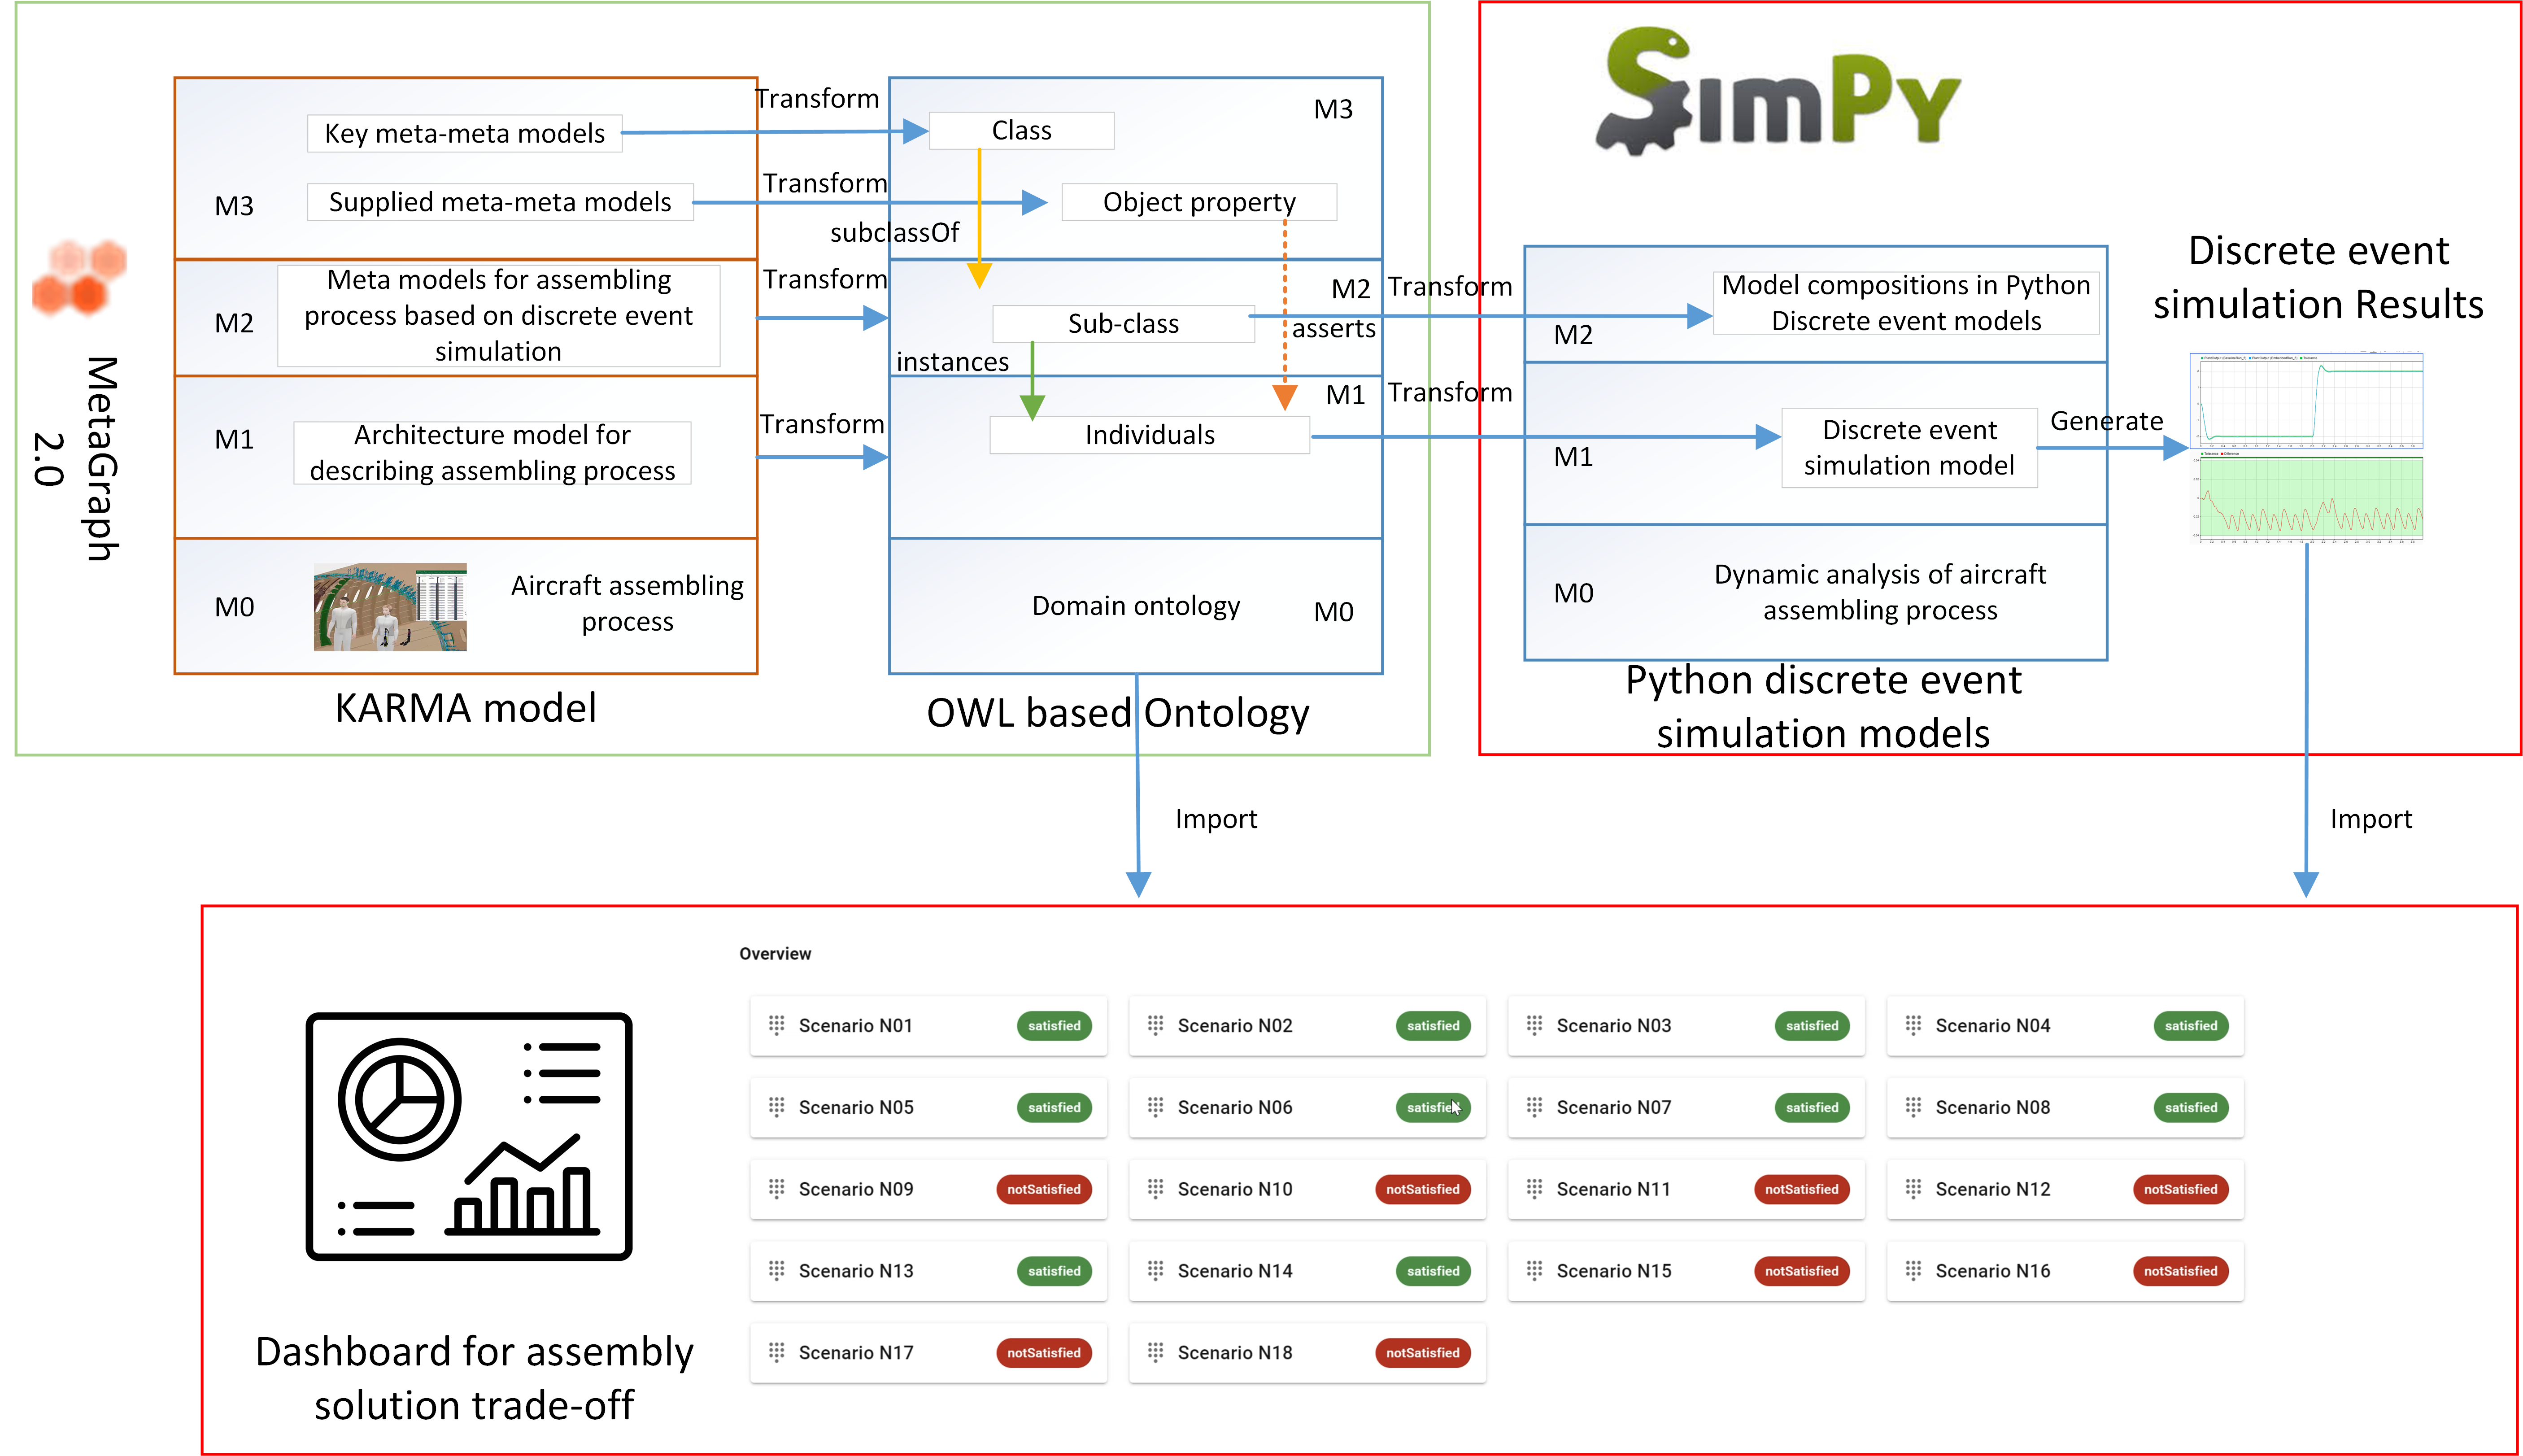 MetaGraph
2.0
M3
Key meta-meta models
Supplied meta-meta models
M2
Meta models for assembling
process based on discrete event
simulation
M1
Architecture model for
describing assembling process
M0
Aircraft assembling
process
KARMA model
Transform
Transform
subclassOf
Transform
instances
Transform
M3
Class
Object property
M2
Sub-class
asserts
M1
Individuals
Domain ontology
M0
OWL based Ontology
Transform
Transform
SimPy
M2
Model compositions in Python
Discrete event models
M1
Discrete event
simulation model
M0
Dynamic analysis of aircraft
assembling process
Python discrete event
simulation models
Generate
Discrete event
simulation Results
Import
Import
Dashboard for assembly
solution trade-off
Overview
Scenario N01 satisfied
Scenario N02 satisfied
Scenario N03 satisfied
Scenario N04 satisfied
Scenario N05 satisfied
Scenario N06 satisfied
Scenario N07 satisfied
Scenario N08 satisfied
Scenario N09 notSatisfied
Scenario N10 notSatisfied
Scenario N11 notSatisfied
Scenario N12 notSatisfied
Scenario N13 satisfied
Scenario N14 satisfied
Scenario N15 notSatisfied
Scenario N16 notSatisfied
Scenario N17 notSatisfied
Scenario N18 notSatisfied